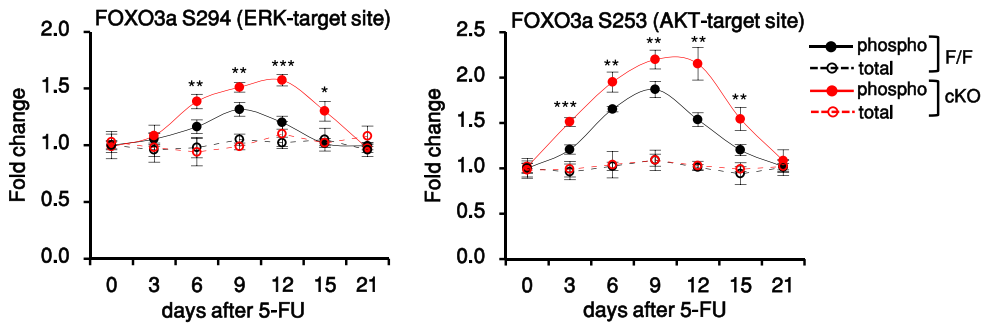 FOXO3a S294 (ERK-target site)
2.0
1.5
1.0
0.5
0.0
Fold change
** ** *** *
0 3 6 9 12 15 21
days after 5-FU
FOXO3a S253 (AKT-target site)
2.5
2.0
1.5
1.0
0.5
Fold change
*** ** ** ** **
0 3 6 9 12 15 21
days after 5-FU
phospho
total
F/F
phospho
total
cKO